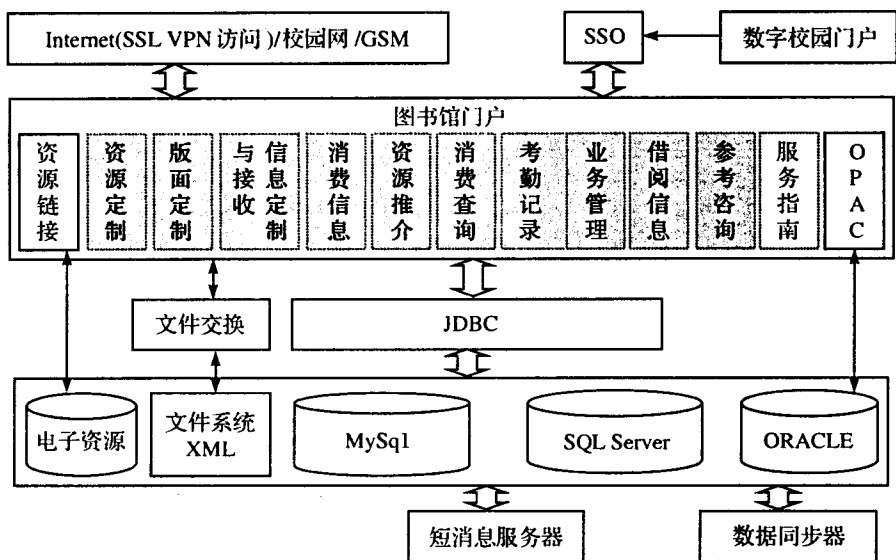 Internet(SSL VPN 访问)/校园网/GSM
SSO
数字校园门户
图书馆门户
资源链接
资源定制
版面定制
信息定制
与接收
消费信息
资源推介
消费查询
考勤记录
业务管理
借阅信息
参考咨询
服务指南
OPAC
文件交换
JDBC
电子资源
文件系统
XML
MySql
SQL Server
ORACLE
短消息服务器
数据同步器